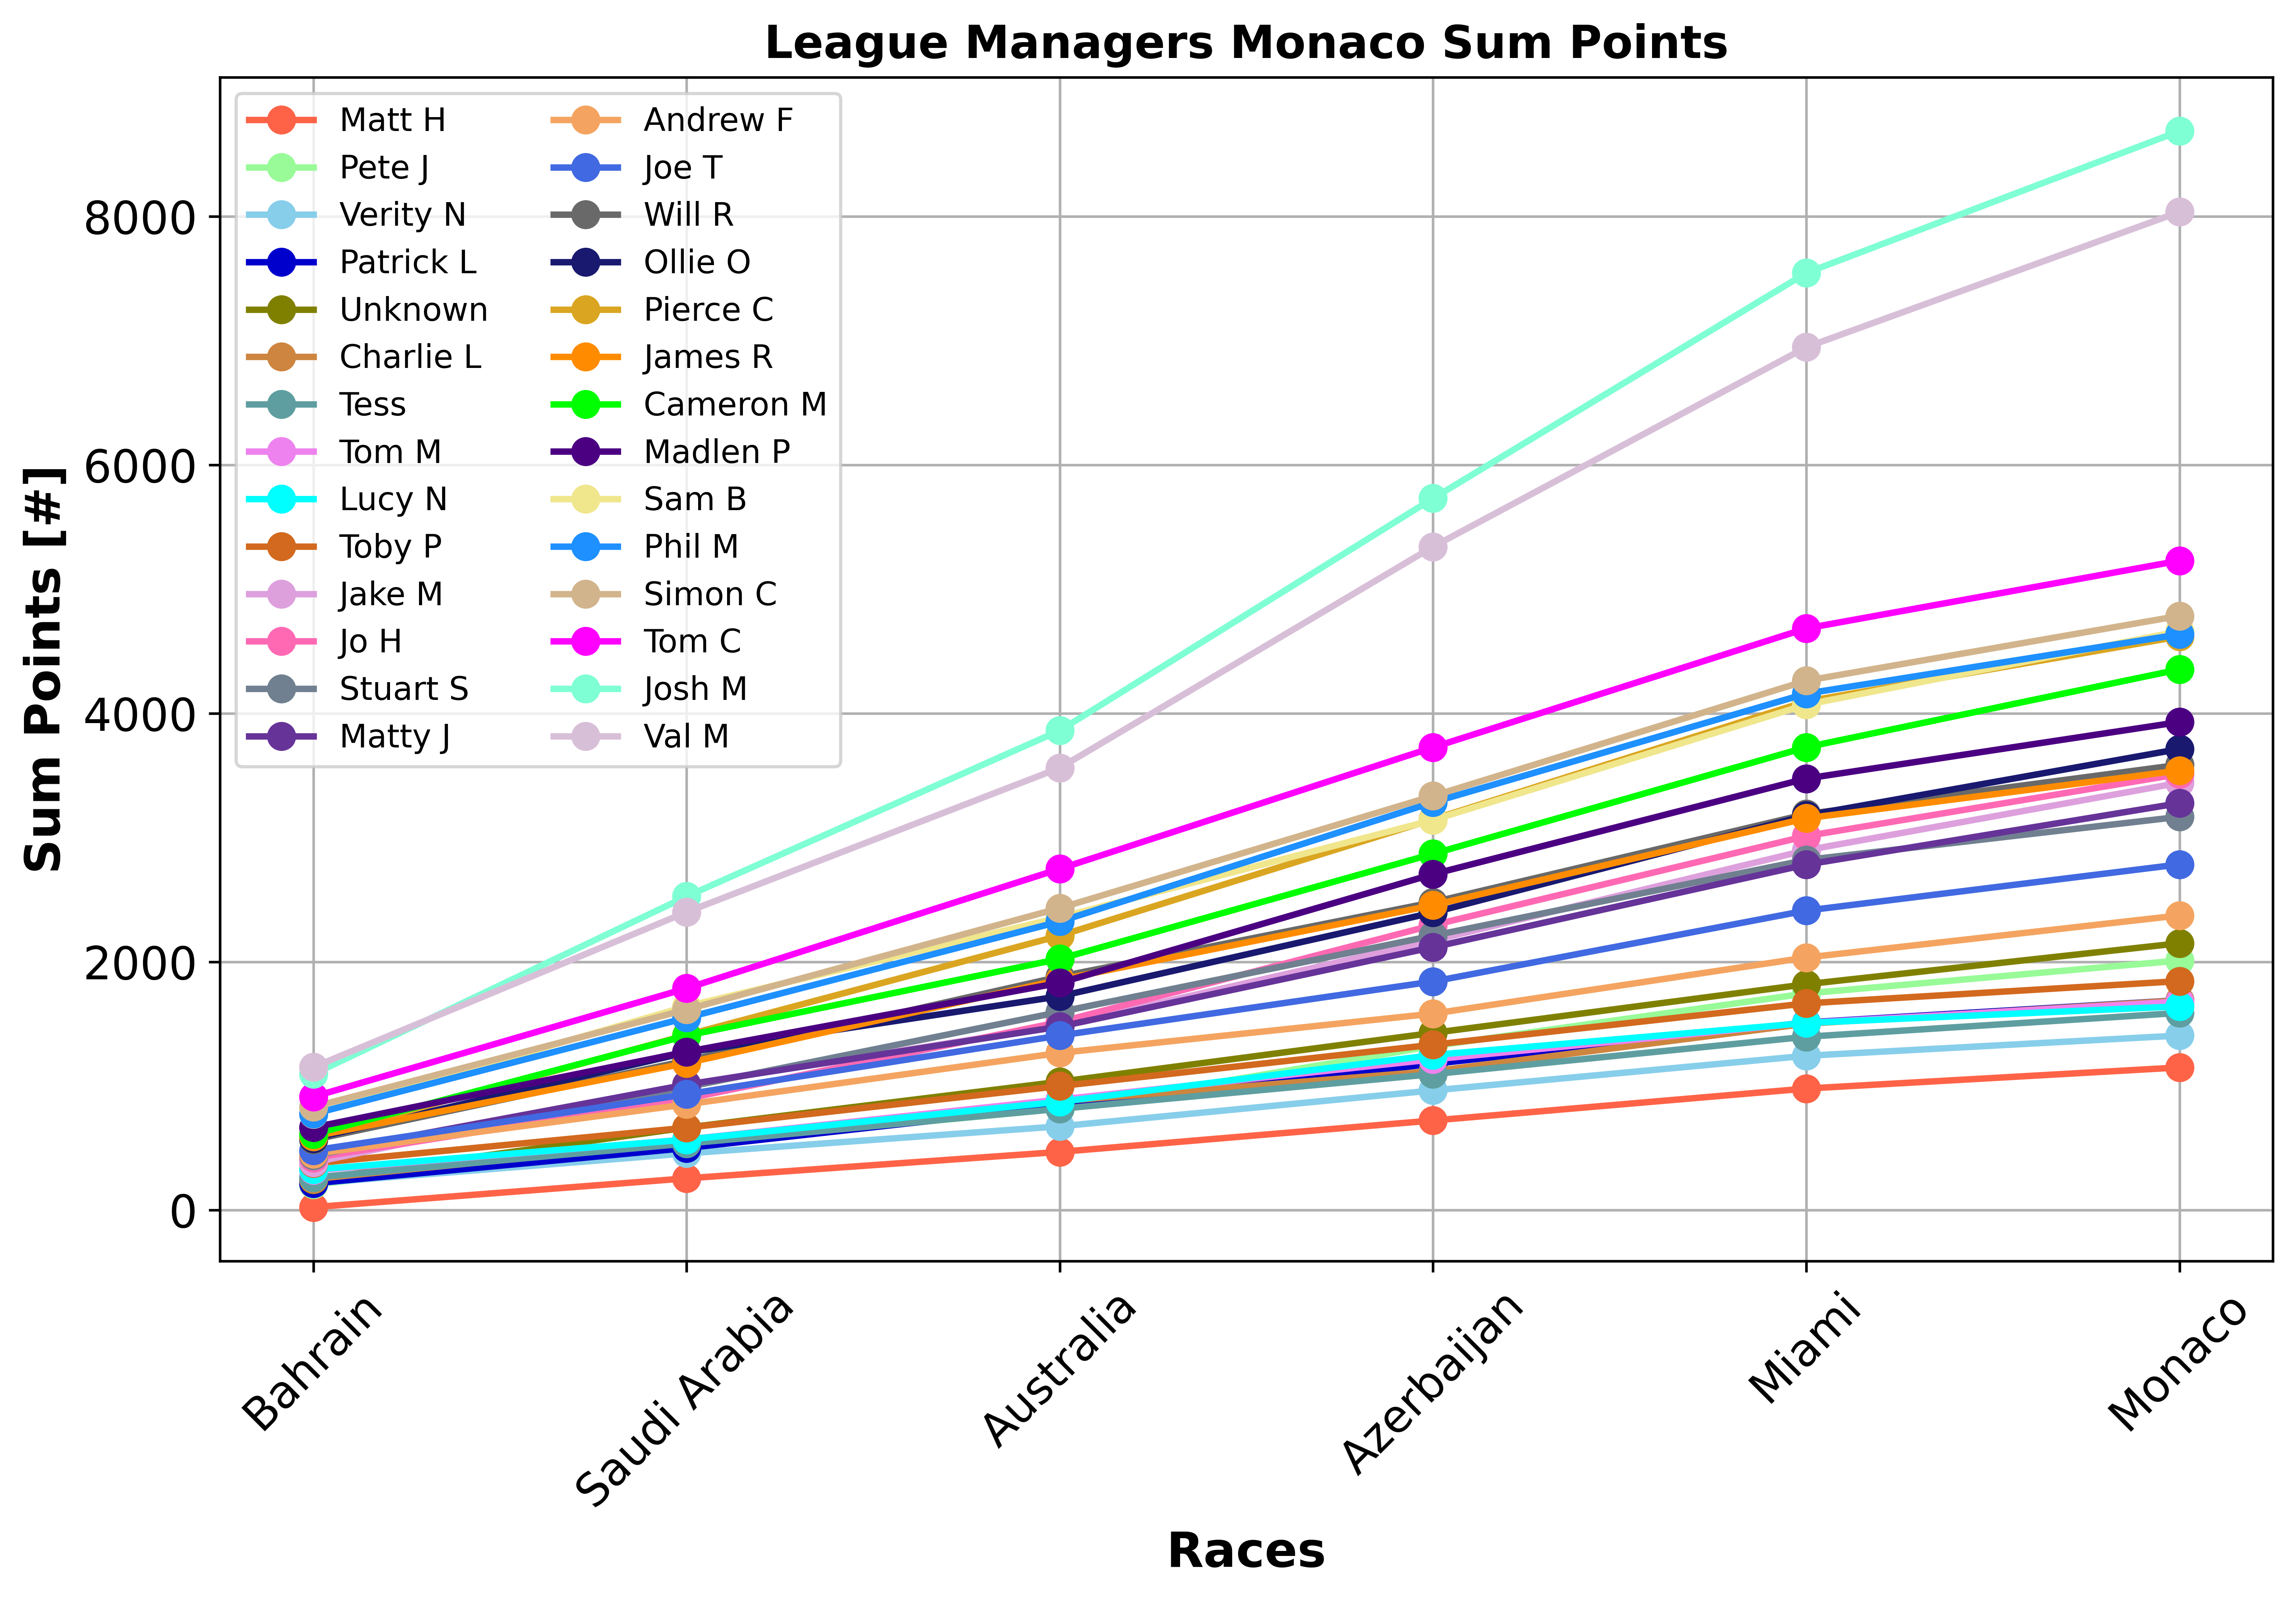 League Managers Monaco Sum Points
Sum Points [#]
8000
6000
4000
2000
0
Matt H
Pete J
Verity N
Patrick L
Unknown
Charlie L
Tess
Tom M
Lucy N
Toby P
Jake M
Jo H
Stuart S
Matty J
Andrew F
Joe T
Will R
Ollie O
Pierce C
James R
Cameron M
Madlen P
Sam B
Phil M
Simon C
Tom C
Josh M
Val M
Bahrain
Saudi Arabia
Australia
Azerbaijan
Miami
Monaco
Races